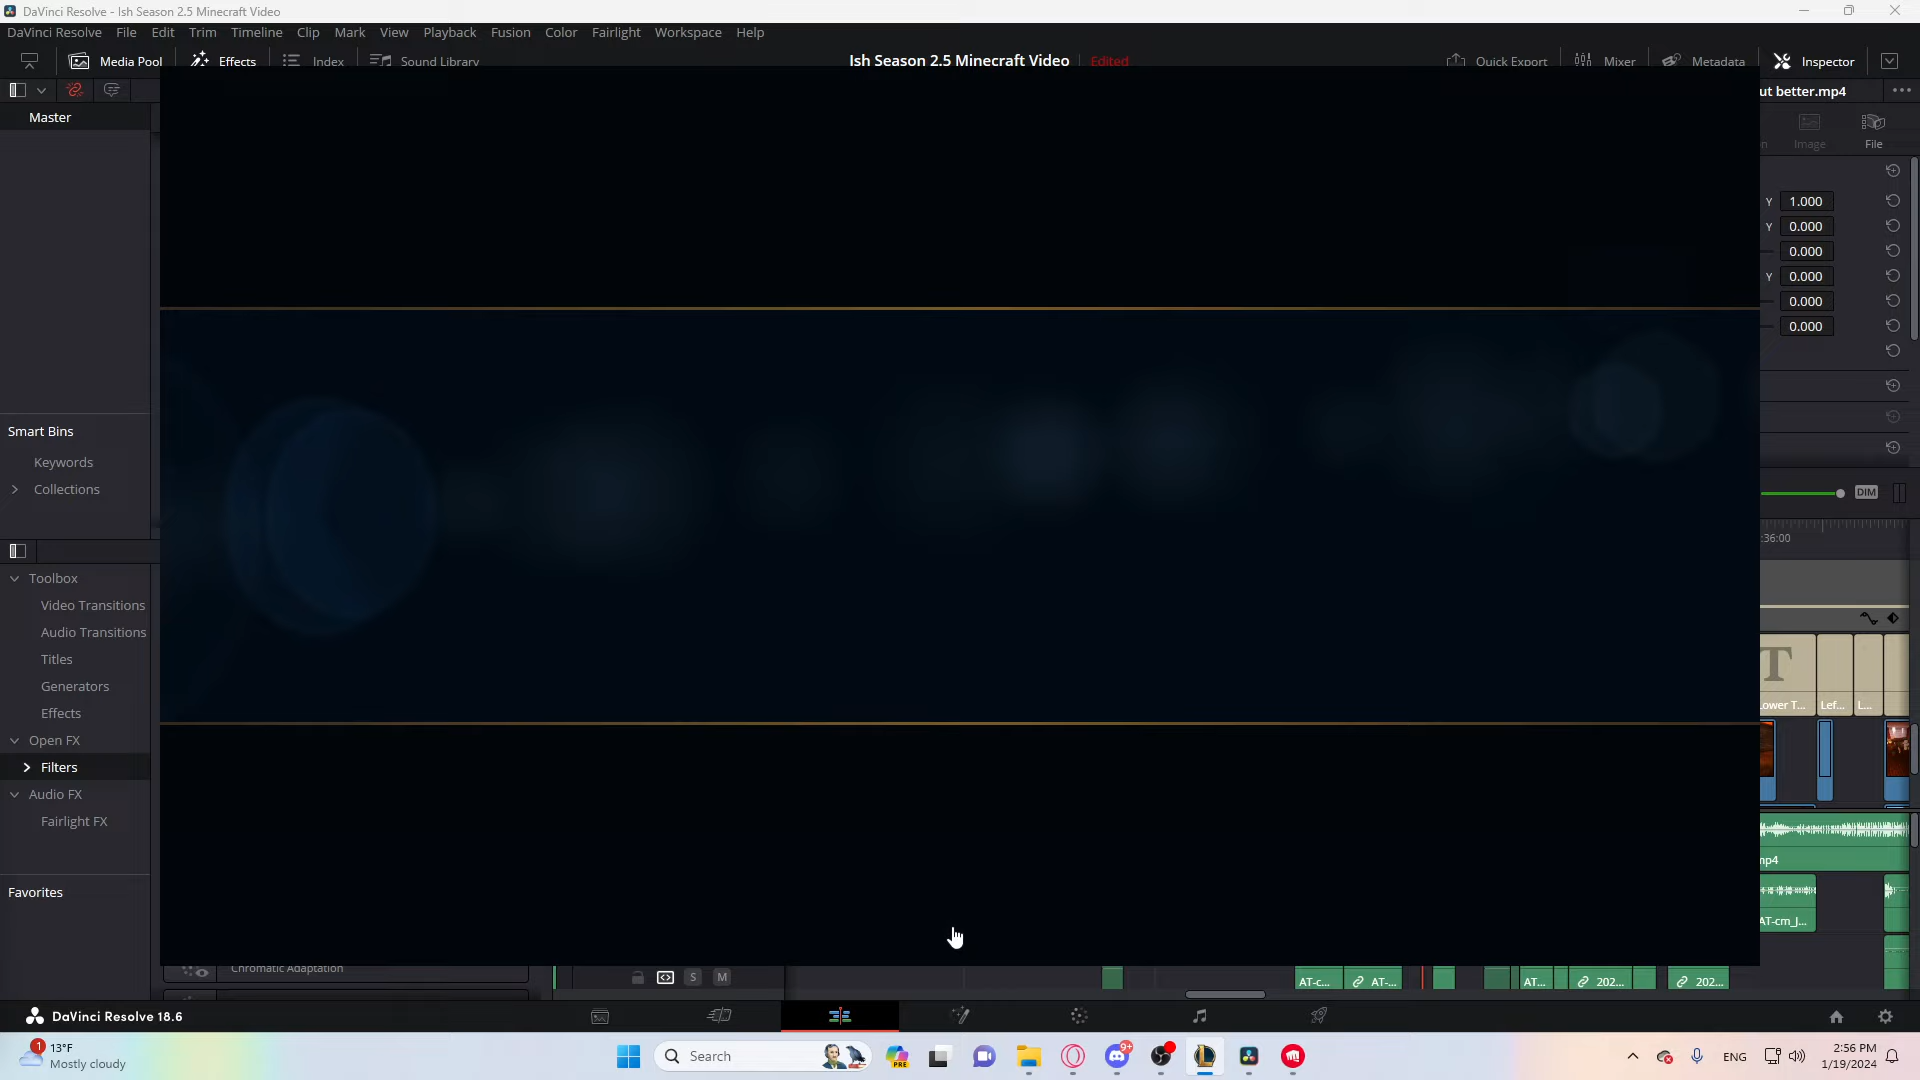 DaVinci Resolve - Ish Season 2.5 Minecraft Video
DaVinci Resolve File Edit Trim Timeline Clip Mark View Playback Fusion Color Fairlight Workspace Help
Media Pool Effects Index Sound Library Ish Season 2.5 Minecraft Video Edited Quick Export Mixer Metadata Inspector
ut better.mp4
Master
Image File
Y 1.000
Y 0.000
0.000
Y 0.000
0.000
0.000
Smart Bins
Keywords
Collections
DIM
:36:00
Toolbox
Video Transitions
Audio Transitions
Titles
Generators
Effects
Open FX
Filters
Audio FX
Fairlight FX
Favorites
T
ower T... Lef... L...
mp4
AT-cm_J...
Chromatic Adaptation
S M
AT-c... AT-... AT... 202... 202...
DaVinci Resolve 18.6
1 13°F
Mostly cloudy
Search
PRE
9+
ENG
2:56 PM
1/19/2024